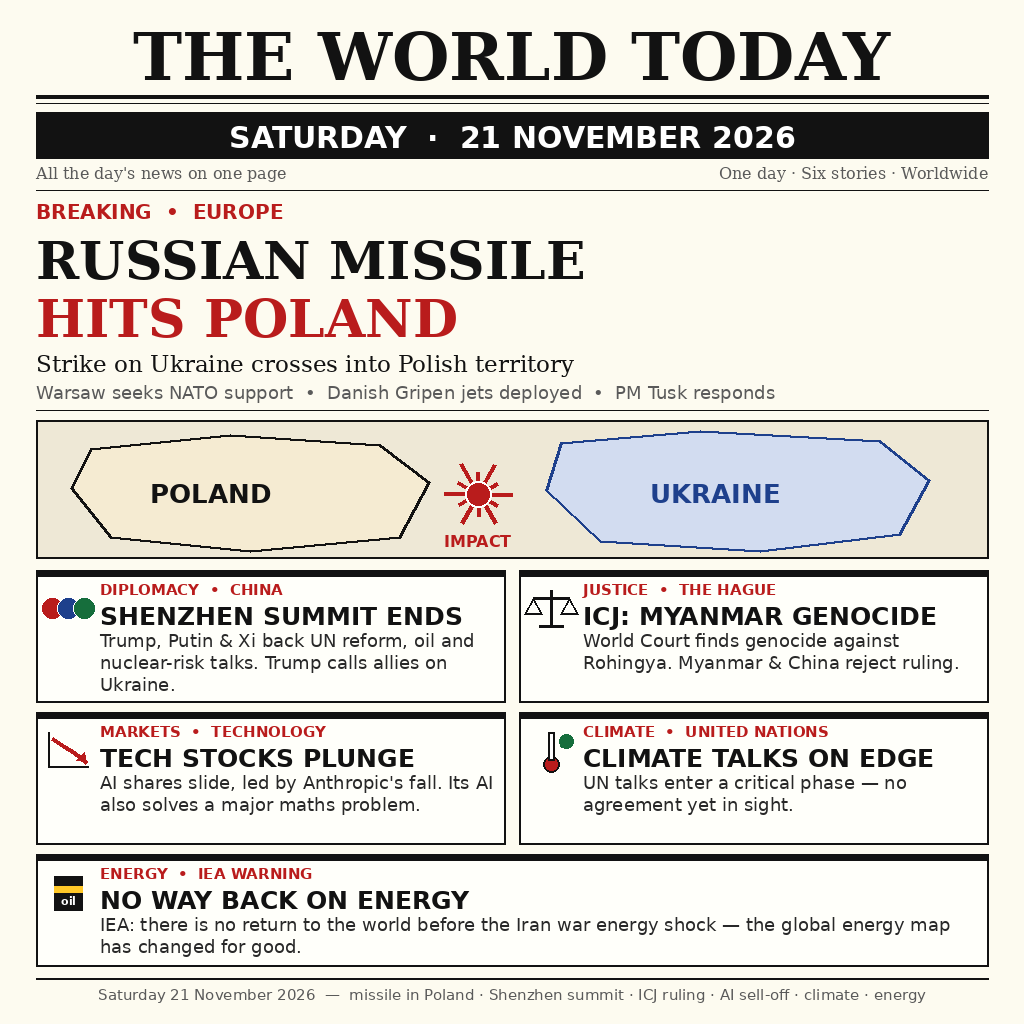 THE WORLD TODAY
SATURDAY · 21 NOVEMBER 2026
All the day's news on one page
One day · Six stories · Worldwide
BREAKING • EUROPE
RUSSIAN MISSILE
HITS POLAND
Strike on Ukraine crosses into Polish territory
Warsaw seeks NATO support • Danish Gripen jets deployed • PM Tusk responds
POLAND
IMPACT
UKRAINE
DIPLOMACY • CHINA
SHENZHEN SUMMIT ENDS
Trump, Putin & Xi back UN reform, oil and
nuclear-risk talks. Trump calls allies on
Ukraine.
JUSTICE • THE HAGUE
ICJ: MYANMAR GENOCIDE
World Court finds genocide against
Rohingya. Myanmar & China reject ruling.
MARKETS • TECHNOLOGY
TECH STOCKS PLUNGE
AI shares slide, led by Anthropic's fall. Its AI
also solves a major maths problem.
CLIMATE • UNITED NATIONS
CLIMATE TALKS ON EDGE
UN talks enter a critical phase — no
agreement yet in sight.
ENERGY • IEA WARNING
oil
NO WAY BACK ON ENERGY
IEA: there is no return to the world before the Iran war energy shock — the global energy map
has changed for good.
Saturday 21 November 2026 — missile in Poland · Shenzhen summit · ICJ ruling · AI sell-off · climate · energy